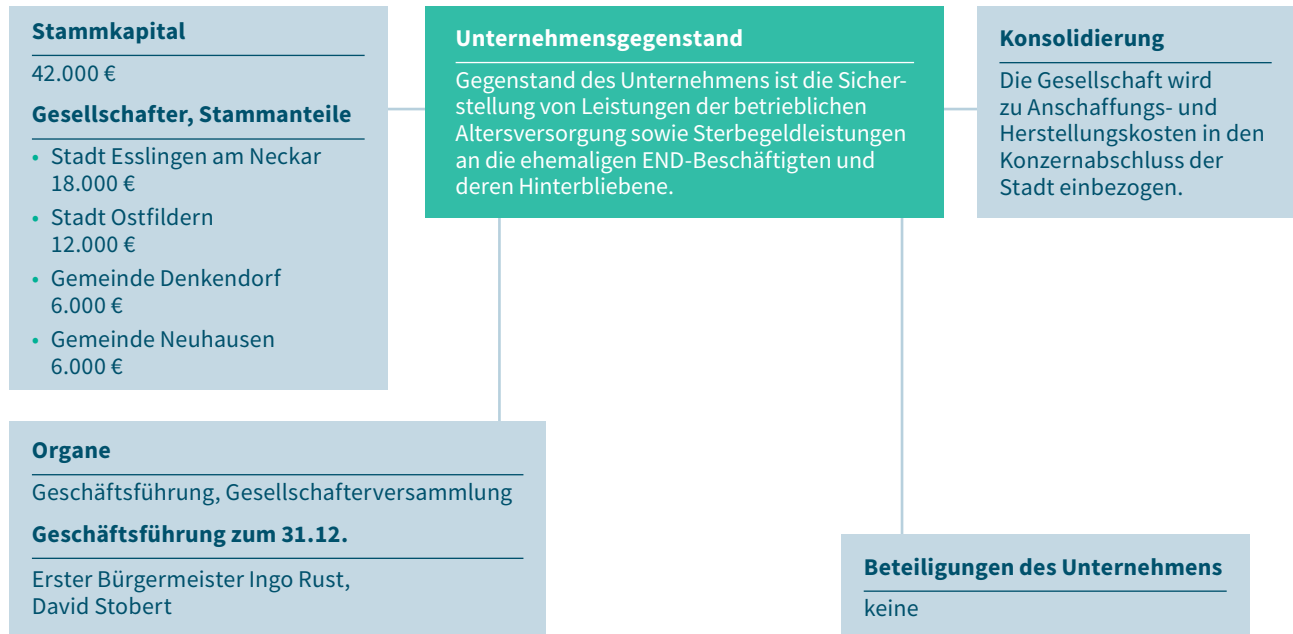 Stammkapital
42.000 €
Gesellschafter, Stammanteile
• Stadt Esslingen am Neckar
18.000 €
• Stadt Ostfildern
12.000 €
• Gemeinde Denkendorf
6.000 €
• Gemeinde Neuhausen
6.000 €
Unternehmensgegenstand
Gegenstand des Unternehmens ist die Sicher-
stellung von Leistungen der betrieblichen
Altersversorgung sowie Sterbegeldleistungen
an die ehemaligen END-Beschäftigten und
deren Hinterbliebene.
Konsolidierung
Die Gesellschaft wird
zu Anschaffungs- und
Herstellungskosten in den
Konzernabschluss der
Stadt einbezogen.
Organe
Geschäftsführung, Gesellschafterversammlung
Geschäftsführung zum 31.12.
Erster Bürgermeister Ingo Rust,
David Stobert
Beteiligungen des Unternehmens
keine